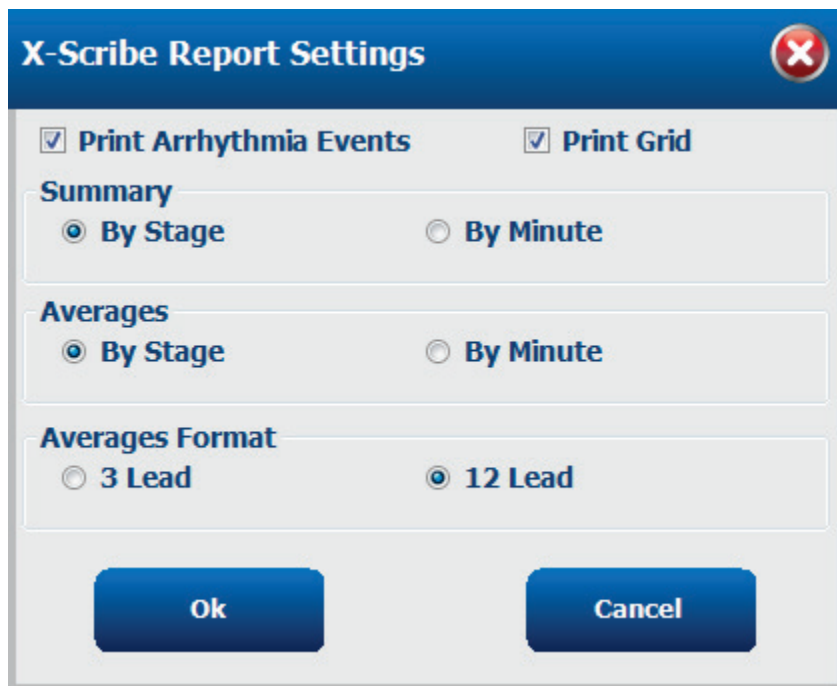 X-Scribe Report Settings
Print Arrhythmia Events Print Grid
Summary
By Stage By Minute
Averages
By Stage By Minute
Averages Format
3 Lead 12 Lead
Ok Cancel